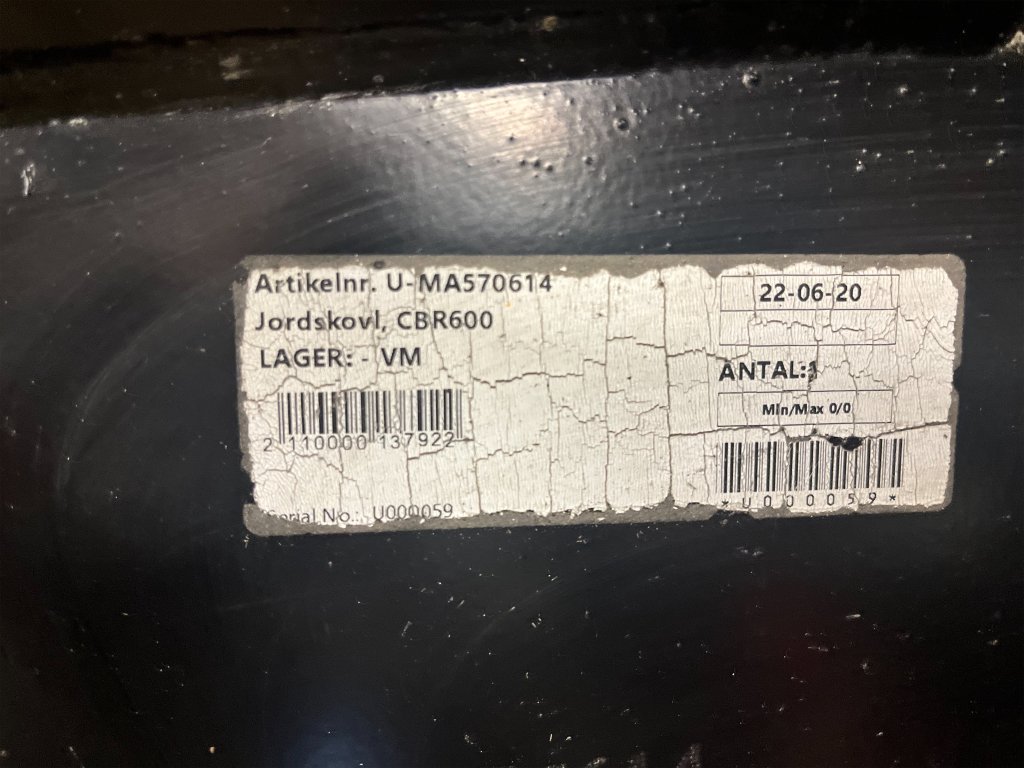 Artikelnr. U-MA570614
Jordskovl, CBR600
LAGER: - VM
2 110000 137922
Serial No.: U000059
22-06-20
ANTAL:1
Min/Max 0/0
*U000059*